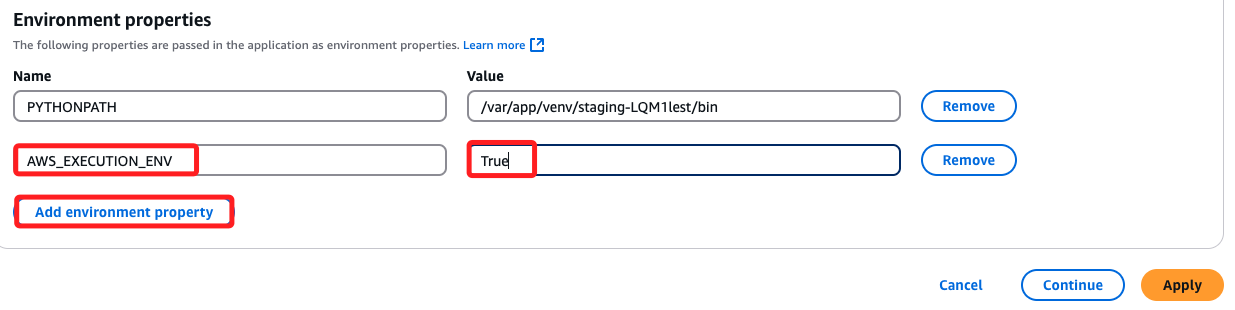 Environment properties
The following properties are passed in the application as environment properties. Learn more
Name Value
PYTHONPATH /var/app/venv/staging-LQM1lest/bin Remove
AWS_EXECUTION_ENV True Remove
Add environment property
Cancel Continue Apply